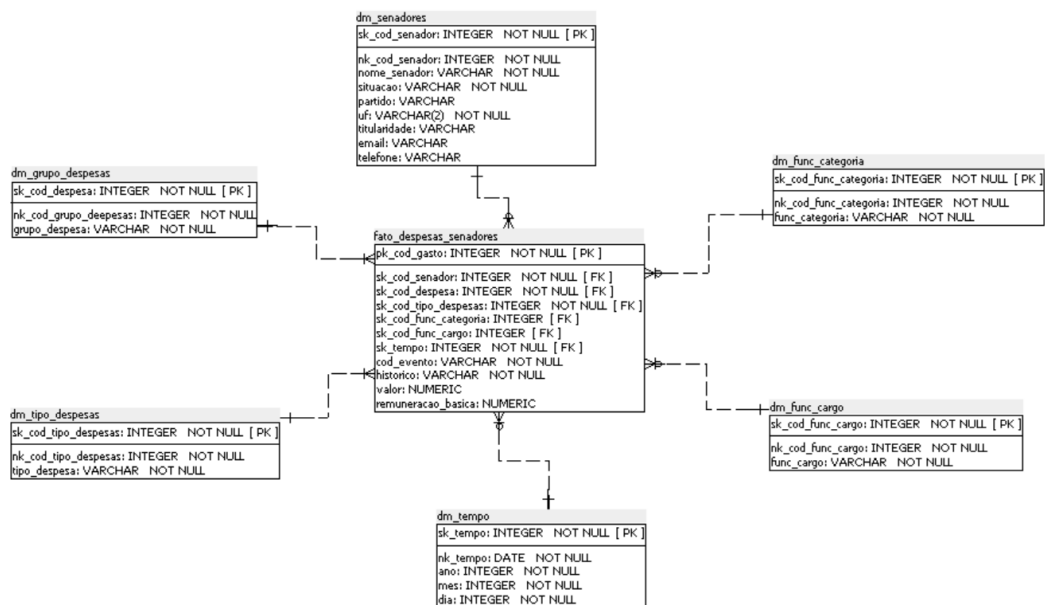 dm_senadores
sk_cod_senador: INTEGER NOT NULL [ PK ]
nk_cod_senador: INTEGER NOT NULL
nome_senador: VARCHAR NOT NULL
situacao: VARCHAR NOT NULL
partido: VARCHAR
uf: VARCHAR(2) NOT NULL
titularidade: VARCHAR
email: VARCHAR
telefone: VARCHAR
dm_grupo_despesas
sk_cod_despesa: INTEGER NOT NULL [ PK ]
nk_cod_grupo_deepesas: INTEGER NOT NULL
grupo_despesa: VARCHAR NOT NULL
dm_func_categoria
sk_cod_func_categoria: INTEGER NOT NULL [ PK ]
nk_cod_func_categoria: INTEGER NOT NULL
func_categoria: VARCHAR NOT NULL
fato_despesas_senadores
pk_cod_gasto: INTEGER NOT NULL [ PK ]
sk_cod_senador: INTEGER NOT NULL [ FK ]
sk_cod_despesa: INTEGER NOT NULL [ FK ]
sk_cod_tipo_despesas: INTEGER NOT NULL [ FK ]
sk_cod_func_categoria: INTEGER [ FK ]
sk_cod_func_cargo: INTEGER [ FK ]
sk_tempo: INTEGER NOT NULL [ FK ]
cod_evento: VARCHAR NOT NULL
historico: VARCHAR NOT NULL
valor: NUMERIC
remuneracao_basica: NUMERIC
dm_tipo_despesas
sk_cod_tipo_despesas: INTEGER NOT NULL [ PK ]
nk_cod_tipo_despesas: INTEGER NOT NULL
tipo_despesa: VARCHAR NOT NULL
dm_func_cargo
sk_cod_func_cargo: INTEGER NOT NULL [ PK ]
nk_cod_func_cargo: INTEGER NOT NULL
func_cargo: VARCHAR NOT NULL
dm_tempo
sk_tempo: INTEGER NOT NULL [ PK ]
nk_tempo: DATE NOT NULL
ano: INTEGER NOT NULL
mes: INTEGER NOT NULL
dia: INTEGER NOT NULL